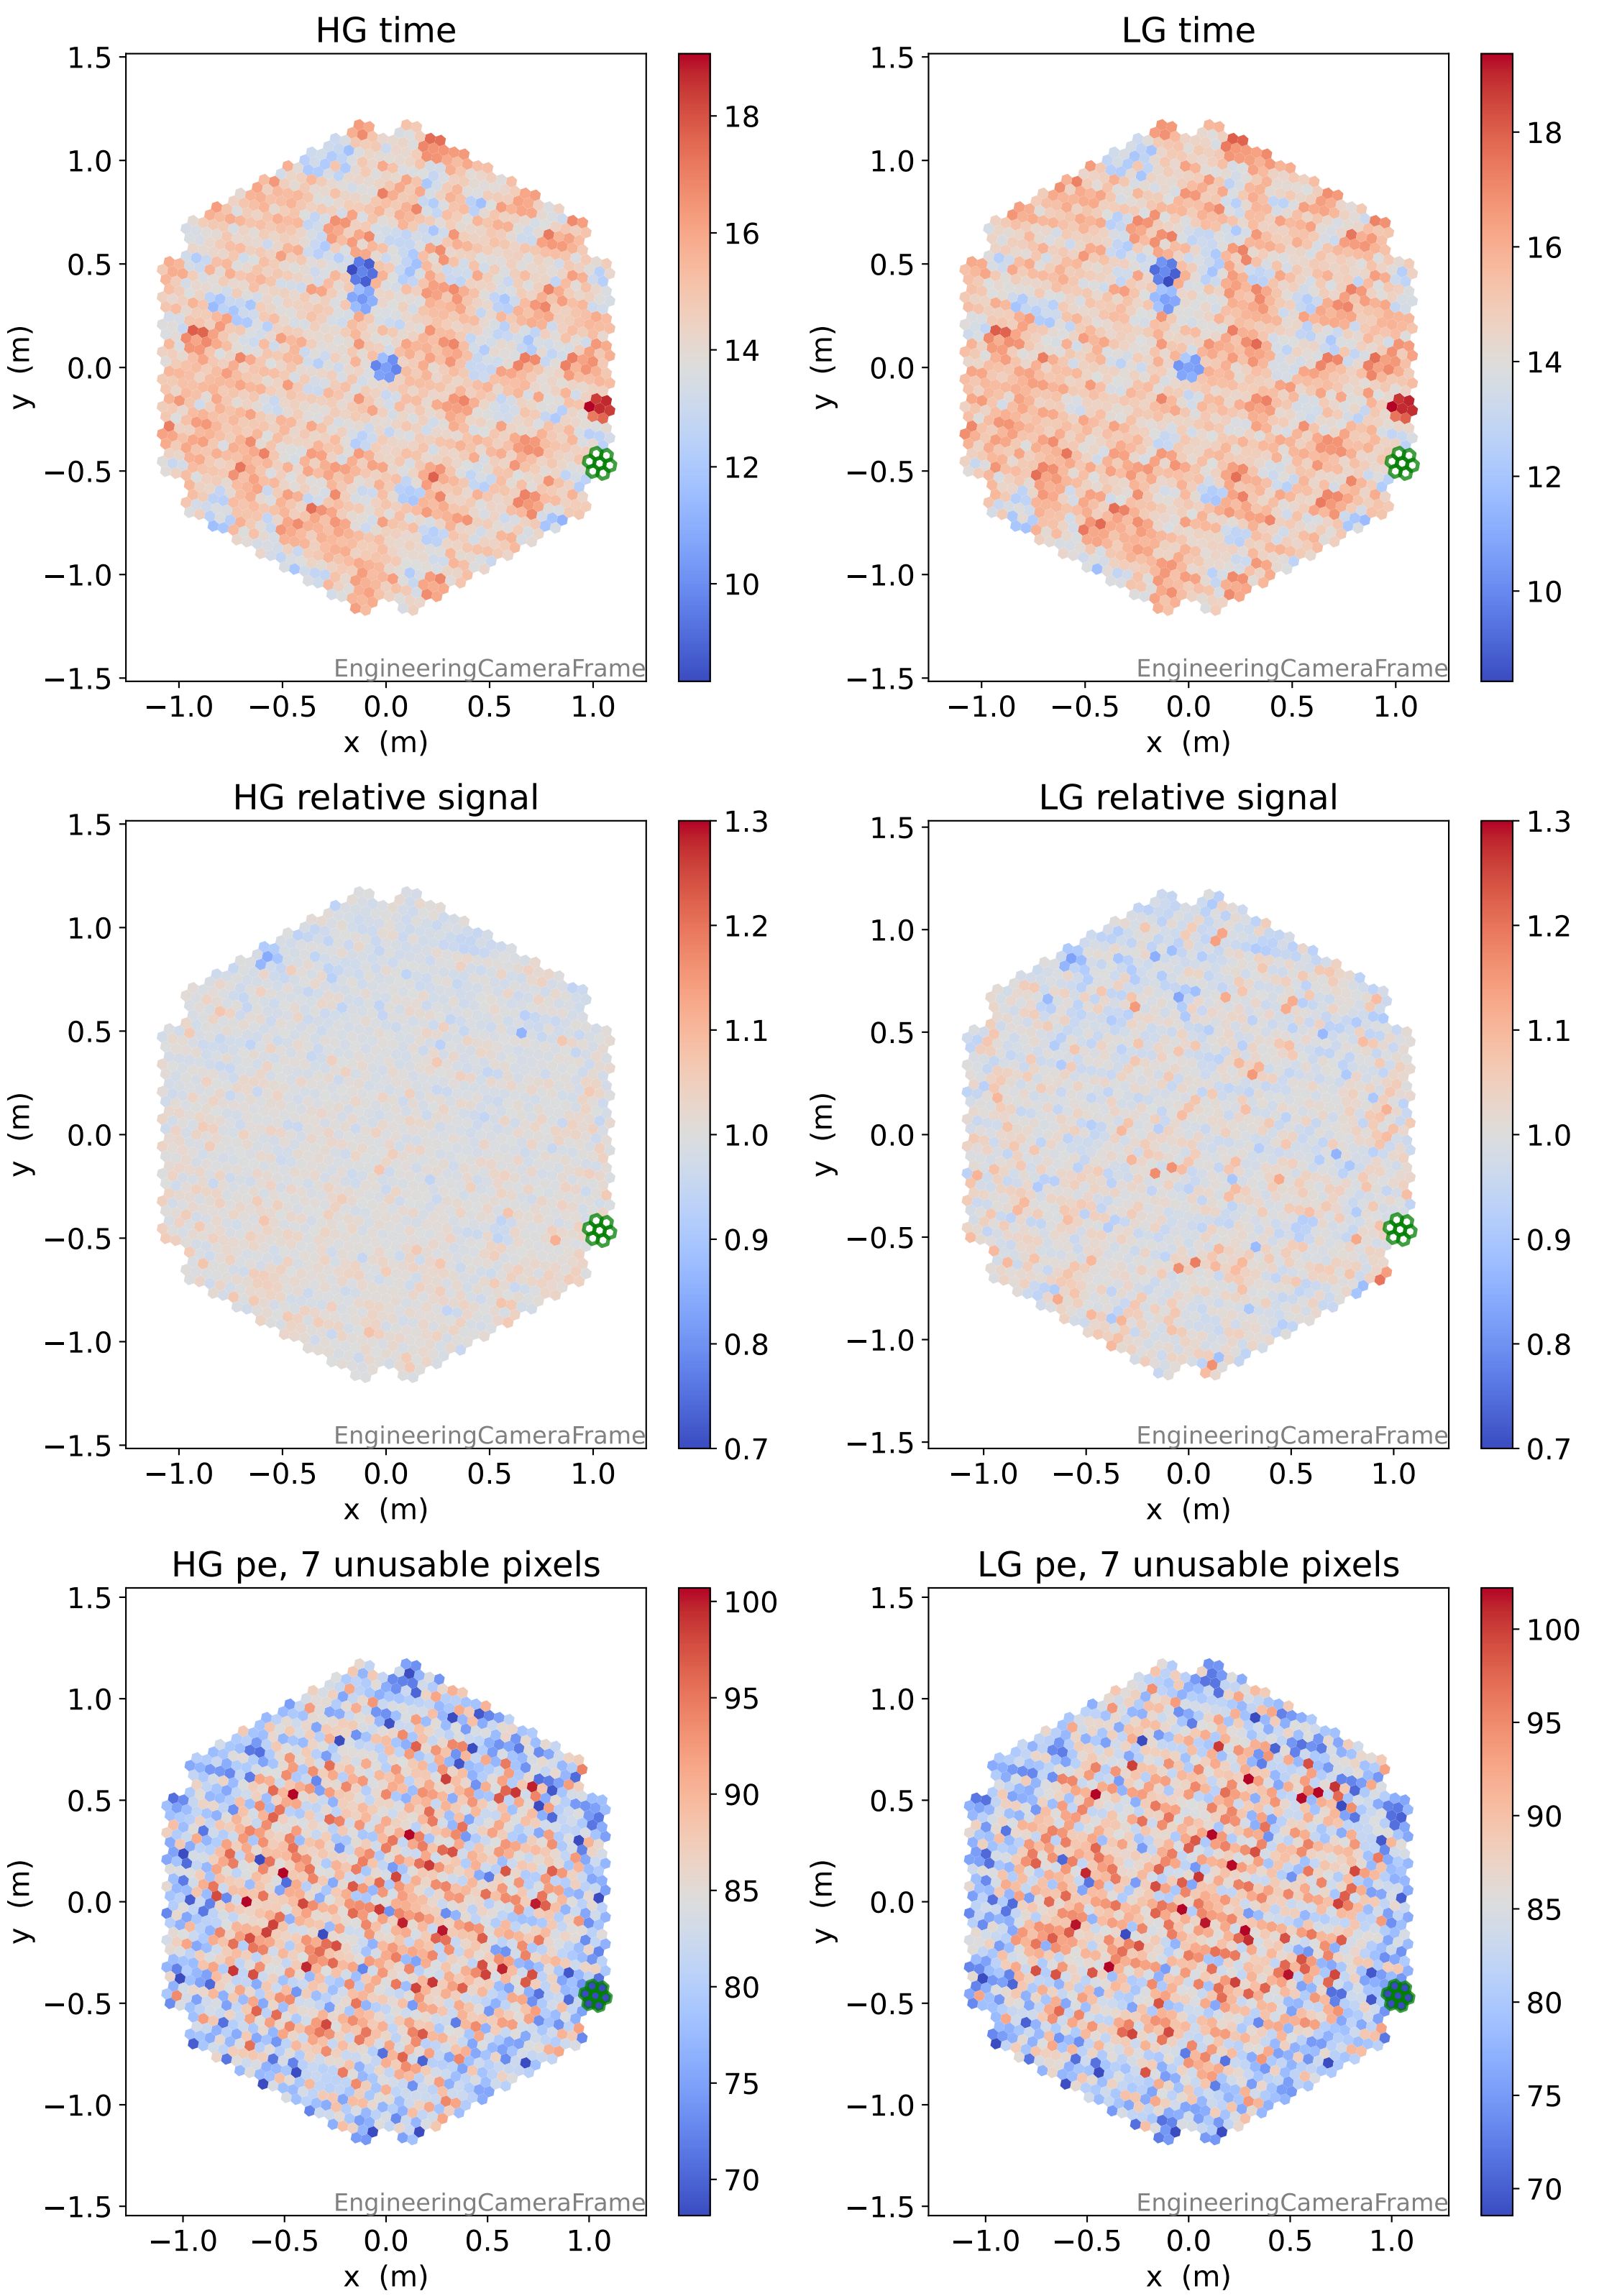 HG time
1.5
1.0
0.5
0.0
−0.5
−1.0
−1.5
y (m)
−1.0 −0.5 0.0 0.5 1.0
x (m)
EngineeringCameraFrame
18
16
14
12
10
LG time
1.5
1.0
0.5
0.0
−0.5
−1.0
−1.5
y (m)
−1.0 −0.5 0.0 0.5 1.0
x (m)
EngineeringCameraFrame
18
16
14
12
10
HG relative signal
1.5
1.0
0.5
0.0
−0.5
−1.0
−1.5
y (m)
−1.0 −0.5 0.0 0.5 1.0
x (m)
EngineeringCameraFrame
1.3
1.2
1.1
1.0
0.9
0.8
0.7
LG relative signal
1.5
1.0
0.5
0.0
−0.5
−1.0
−1.5
y (m)
−1.0 −0.5 0.0 0.5 1.0
x (m)
EngineeringCameraFrame
1.3
1.2
1.1
1.0
0.9
0.8
0.7
HG pe, 7 unusable pixels
1.5
1.0
0.5
0.0
−0.5
−1.0
−1.5
y (m)
−1.0 −0.5 0.0 0.5 1.0
x (m)
EngineeringCameraFrame
100
95
90
85
80
75
70
LG pe, 7 unusable pixels
1.5
1.0
0.5
0.0
−0.5
−1.0
−1.5
y (m)
−1.0 −0.5 0.0 0.5 1.0
x (m)
EngineeringCameraFrame
100
95
90
85
80
75
70